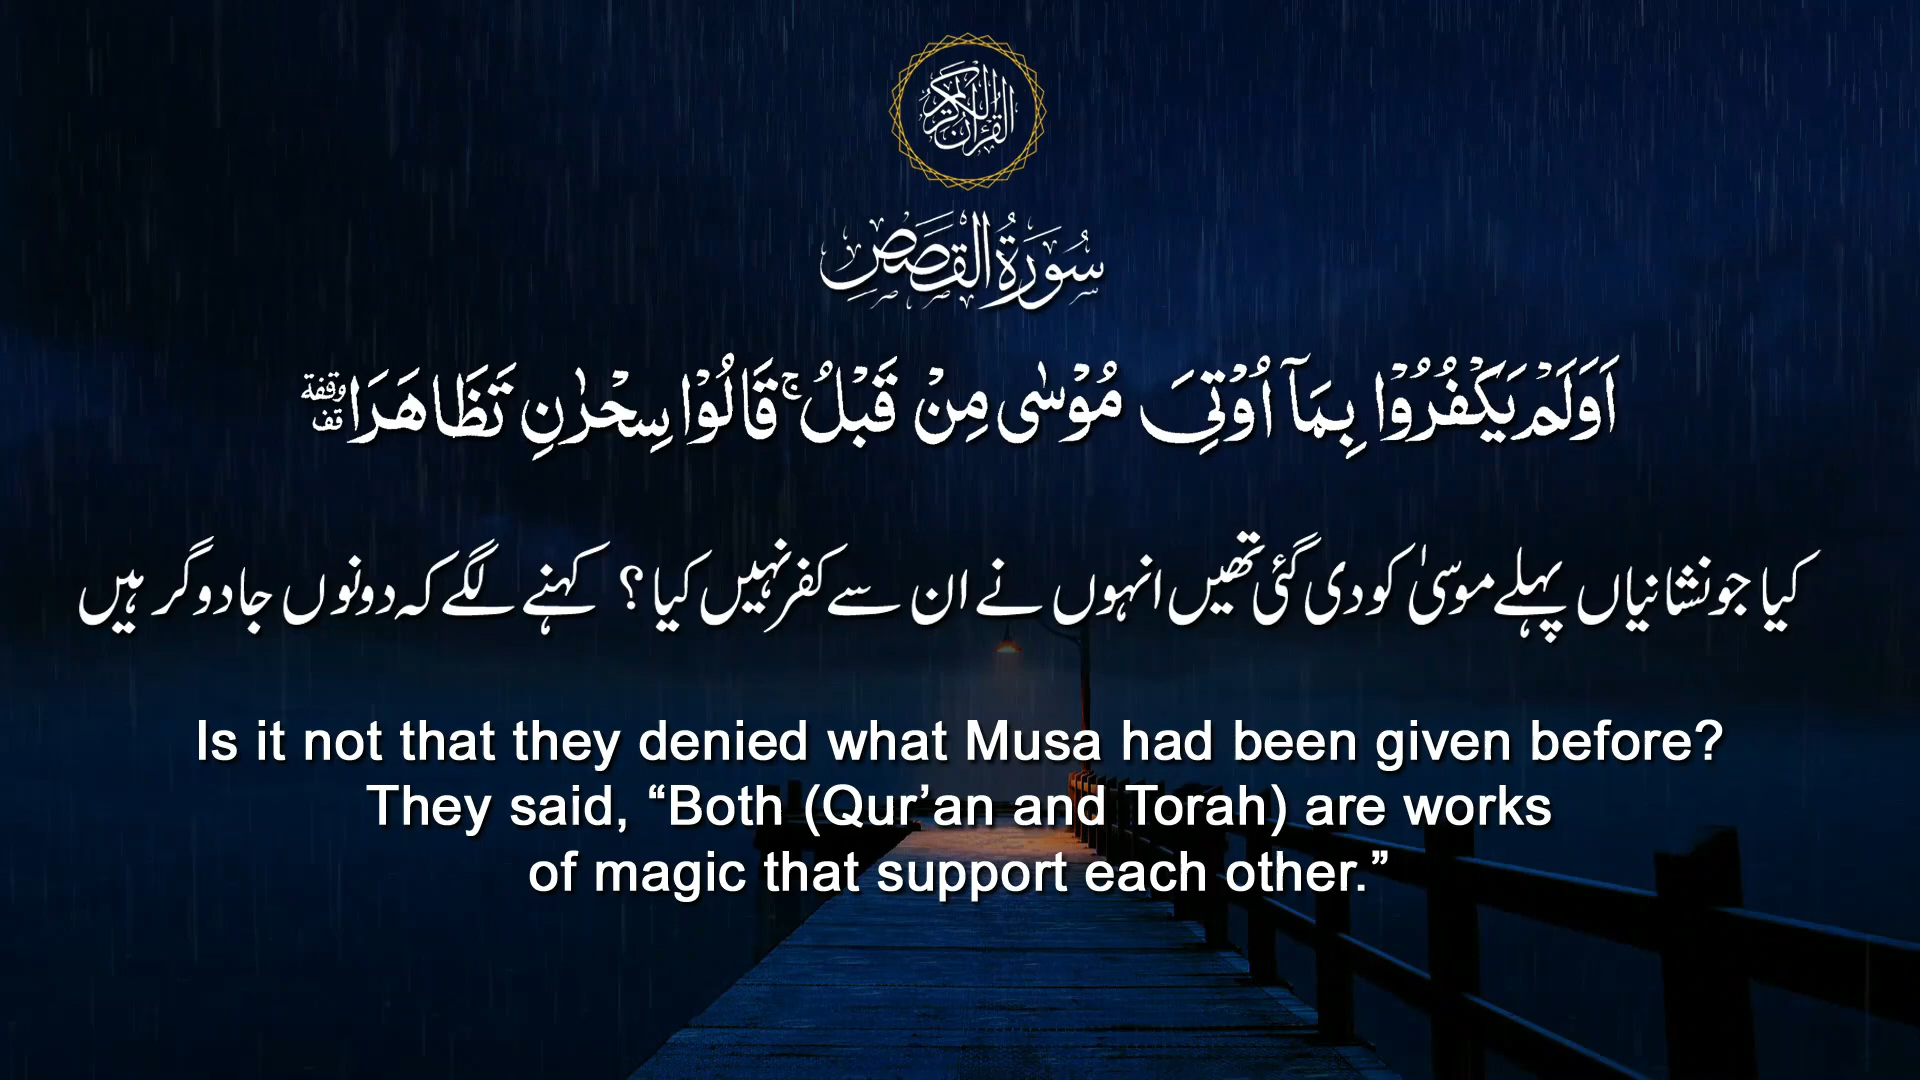 القرآن الكريم
سُورَةُ القَصَصِ
اَوَلَمْ يَكْفُرُوْا بِمَآ اُوْتِيَ مُوْسٰى مِنْ قَبْلُ ۚ قَالُوْا سِحْرٰنِ تَظَاهَرَا وقفة قف
کیا جو نشانیاں پہلے موسیٰ کو دی گئی تھیں انہوں نے ان سے کفر نہیں کیا؟ کہنے لگے کہ دونوں جادوگر ہیں
Is it not that they denied what Musa had been given before?
They said, “Both (Qur’an and Torah) are works
of magic that support each other.”